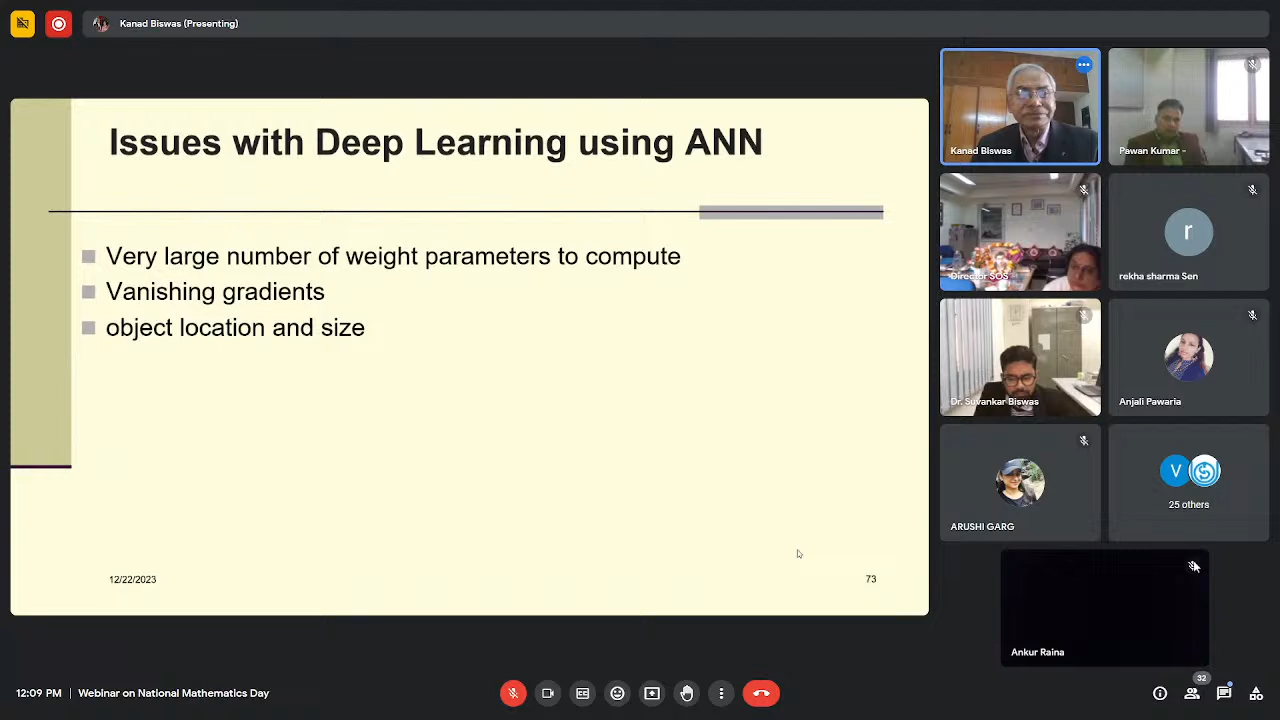 Kanad Biswas (Presenting)
Issues with Deep Learning using ANN
Very large number of weight parameters to compute
Vanishing gradients
object location and size
12/22/2023
73
Kanad Biswas
Pawan Kumar -
Director SOS
r
rekha sharma Sen
Dr. Suvankar Biswas
Anjali Pawaria
ARUSHI GARG
V
25 others
Ankur Raina
12:09 PM | Webinar on National Mathematics Day
32